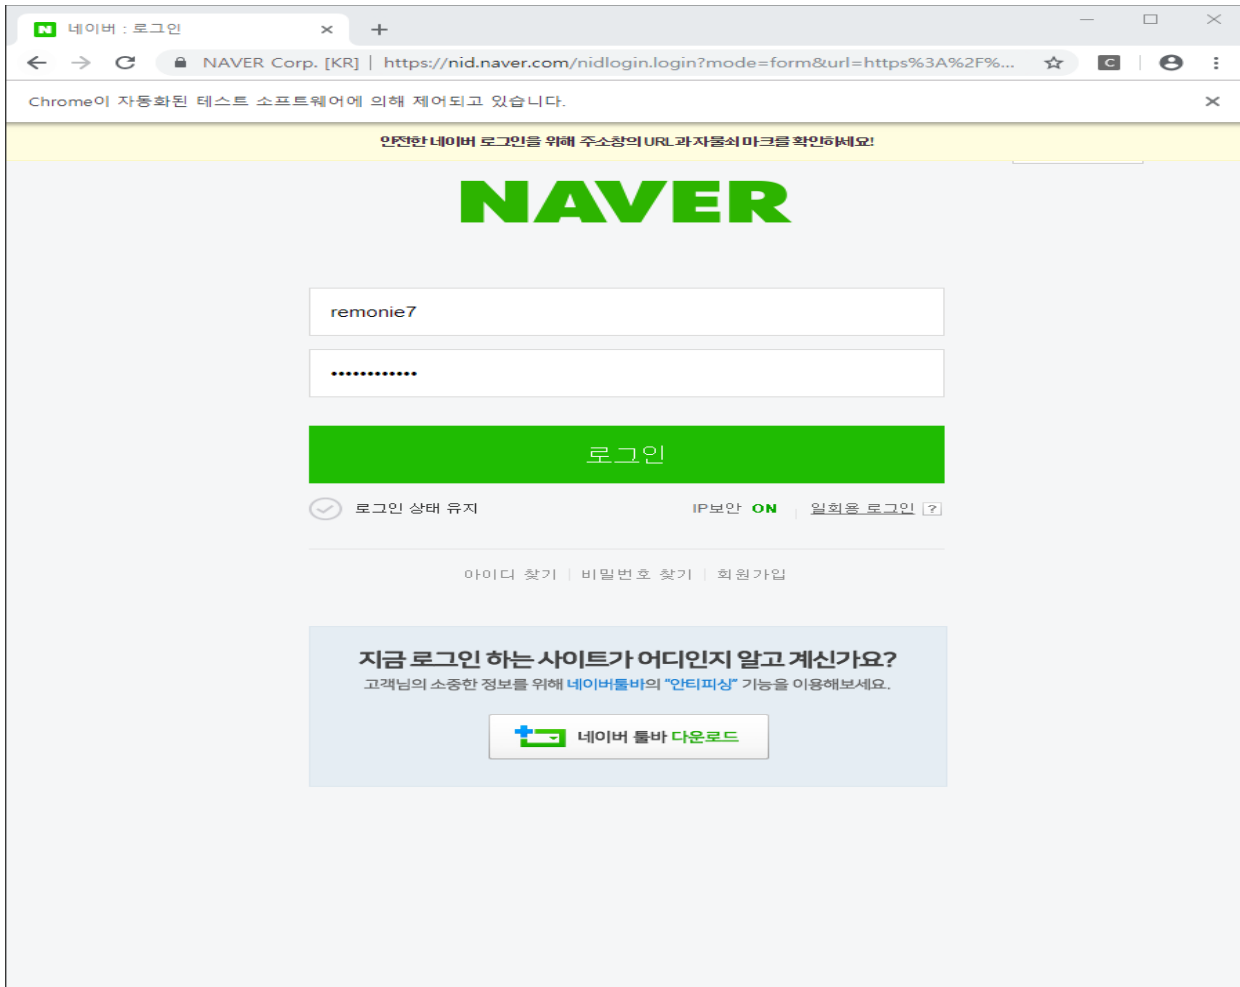 네이버 : 로그인
NAVER Corp. [KR] | https://nid.naver.com/nidlogin.login?mode=form&url=https%3A%2F%...
C
Chrome이 자동화된 테스트 소프트웨어에 의해 제어되고 있습니다.
안전한 네이버 로그인을 위해 주소창의 URL과 자물쇠 마크를 확인하세요!
NAVER
remonie7
••••••••••••
로그인
로그인 상태 유지 IP보안 ON 일회용 로그인 ?
아이디 찾기 | 비밀번호 찾기 | 회원가입
지금 로그인 하는 사이트가 어디인지 알고 계신가요?
고객님의 소중한 정보를 위해 네이버툴바의 “안티피싱” 기능을 이용해보세요.
네이버 툴바 다운로드